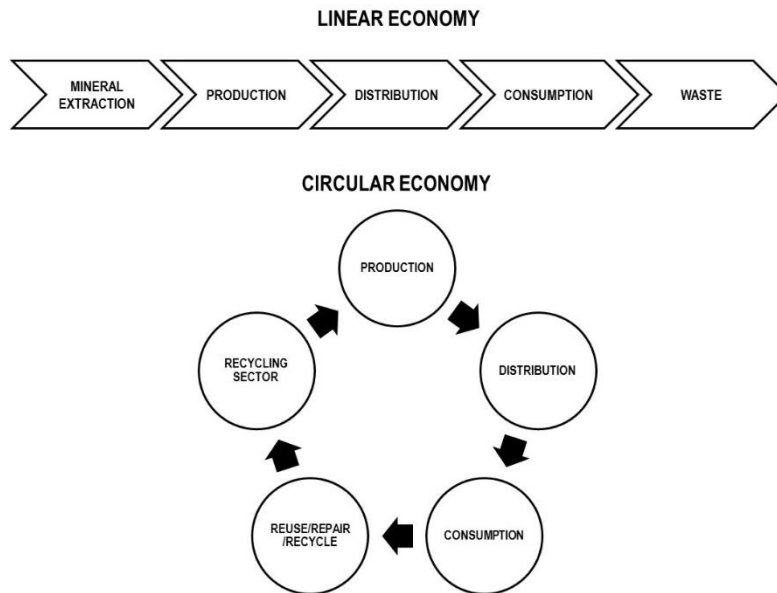 LINEAR ECONOMY
MINERAL
EXTRACTION
PRODUCTION
DISTRIBUTION
CONSUMPTION
WASTE
CIRCULAR ECONOMY
PRODUCTION
DISTRIBUTION
CONSUMPTION
REUSE/REPAIR
/RECYCLE
RECYCLING
SECTOR